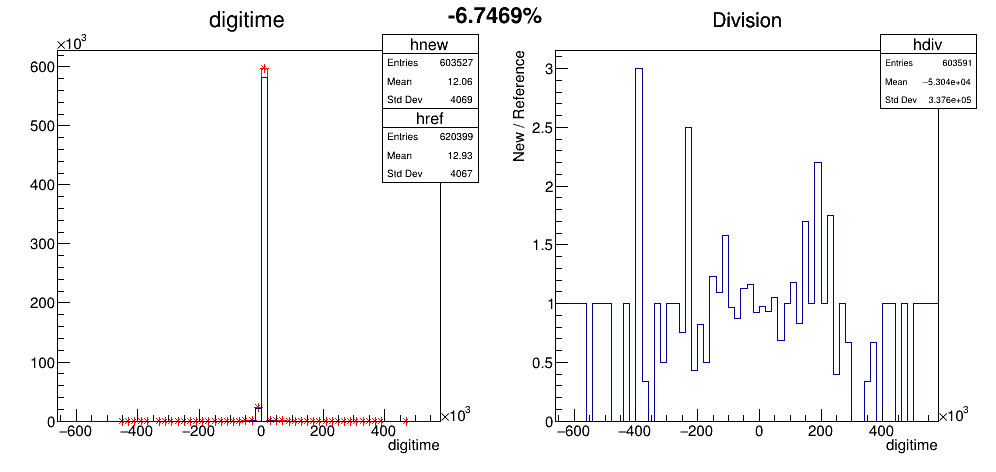 digitime
-6.7469%
Division
×10³
hnew
Entries 603527
Mean 12.06
Std Dev 4069
href
Entries 620399
Mean 12.93
Std Dev 4067
600
500
400
300
200
100
0
−600 −400 −200 0 200 400
×10³
digitime
hdiv
Entries 603591
Mean −5.304e+04
Std Dev 3.376e+05
New / Reference
3
2.5
2
1.5
1
0.5
0
−600 −400 −200 0 200 400
×10³
digitime